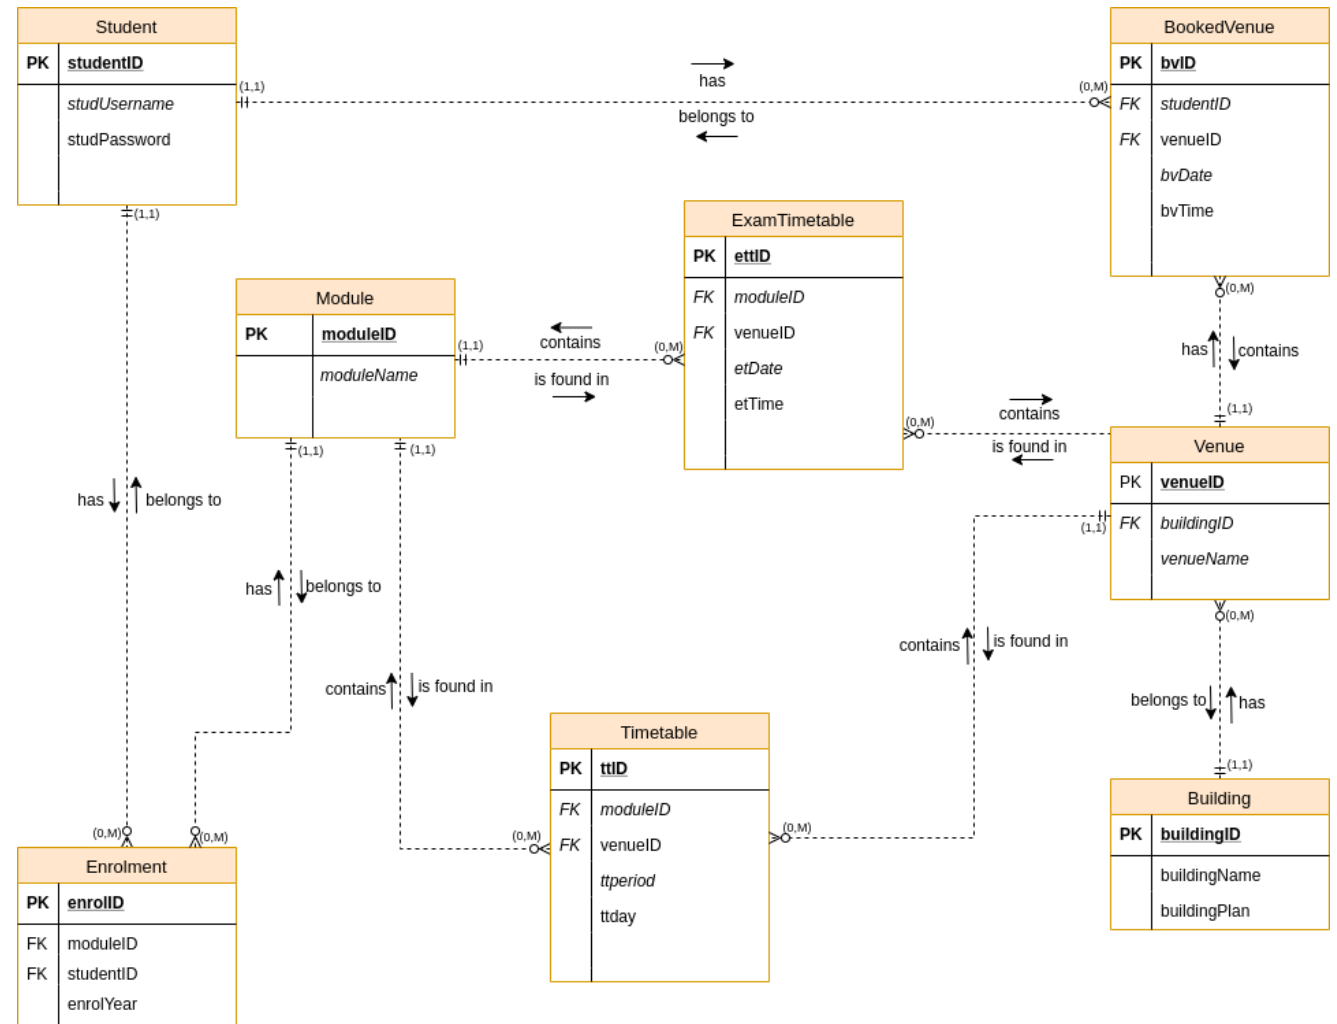 Student
PK studentID
studUsername
studPassword
(1,1)
has
belongs to
(0,M)
BookedVenue
PK bvID
FK studentID
FK venueID
bvDate
bvTime
(1,1)
(0,M)
ExamTimetable
PK ettID
FK moduleID
FK venueID
etDate
etTime
Module
PK moduleID
moduleName
(1,1)
contains
is found in
(0,M)
has
contains
(1,1)
(0,M)
contains
is found in
Venue
PK venueID
FK buildingID
venueName
(1,1)
(1,1)
(1,1)
has
belongs to
has
belongs to
contains
is found in
contains
is found in
(0,M)
belongs to
has
(1,1)
Timetable
PK ttID
FK moduleID
FK venueID
ttperiod
ttday
(0,M)
(0,M)
Building
PK buildingID
buildingName
buildingPlan
(0,M)
(0,M)
Enrolment
PK enrolID
FK moduleID
FK studentID
enrolYear